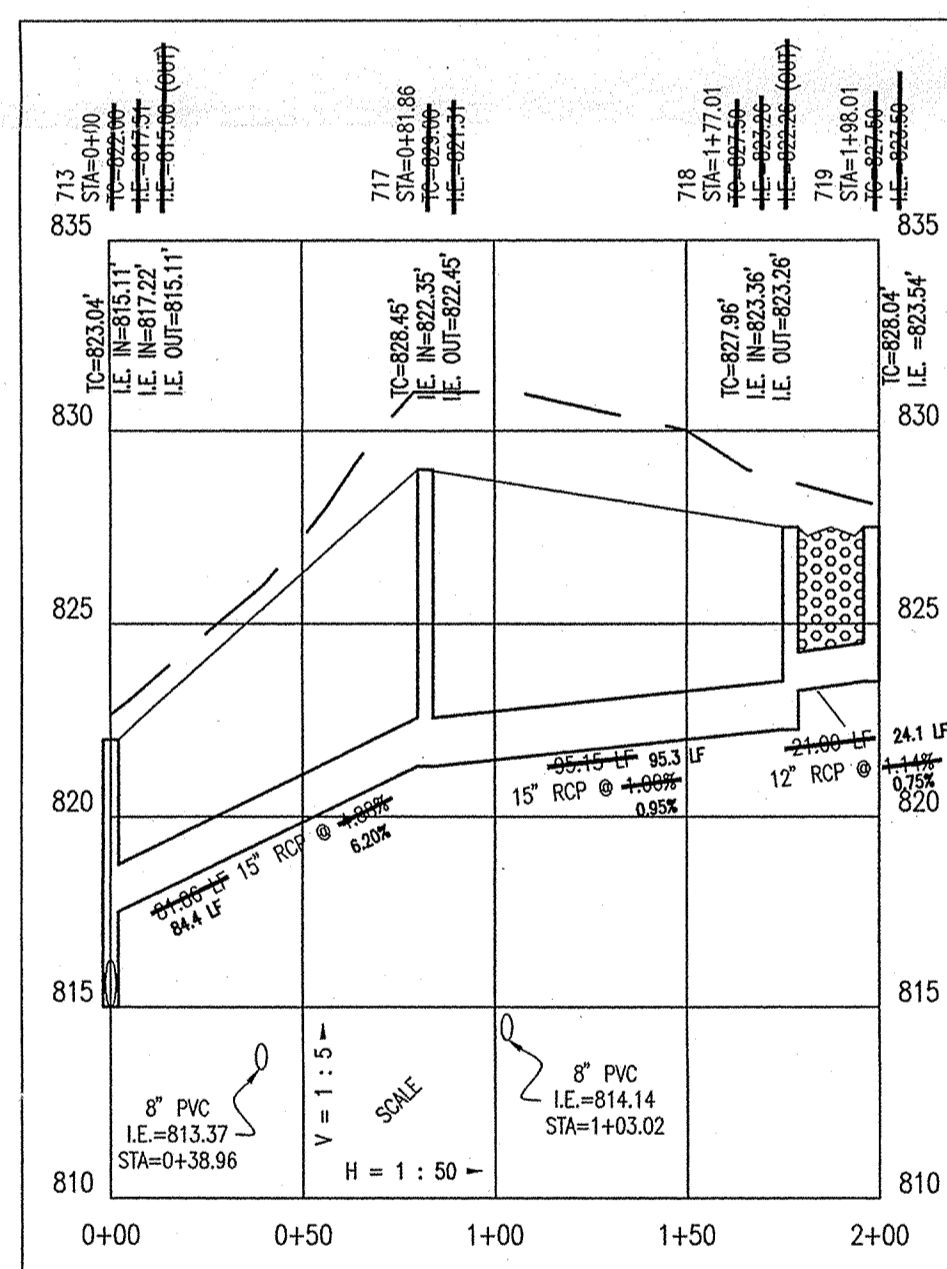 713
STA=0+00
TC=822.00
I.E.=817.51
I.E.=815.00 (OUT)
717
STA=0+81.86
TC=829.00
I.E.=821.31
718
STA=1+77.01
TC=827.50
I.E.=823.26
I.E.=822.26 (OUT)
719
STA=1+98.01
TC=827.50
I.E.=823.50
835
835
TC=823.04'
I.E. IN=815.11'
I.E. IN=817.22'
I.E. OUT=815.11'
TC=828.45'
I.E. IN=822.35'
I.E. OUT=822.45'
TC=827.96'
I.E. IN=823.36'
I.E. OUT=823.26'
TC=828.04'
I.E. =823.54'
830
830
825
825
820
820
81.86 LF 15" RCP @
84.4 LF
6.20%
95.15 LF 95.3 LF
15" RCP @ 1.00%
0.95%
21.00 LF 24.1 LF
12" RCP @ 1.14%
0.75%
815
815
8" PVC
I.E.=813.37
STA=0+38.96
V = 1 : 5
SCALE
H = 1 : 50
8" PVC
I.E.=814.14
STA=1+03.02
810
810
0+00
0+50
1+00
1+50
2+00